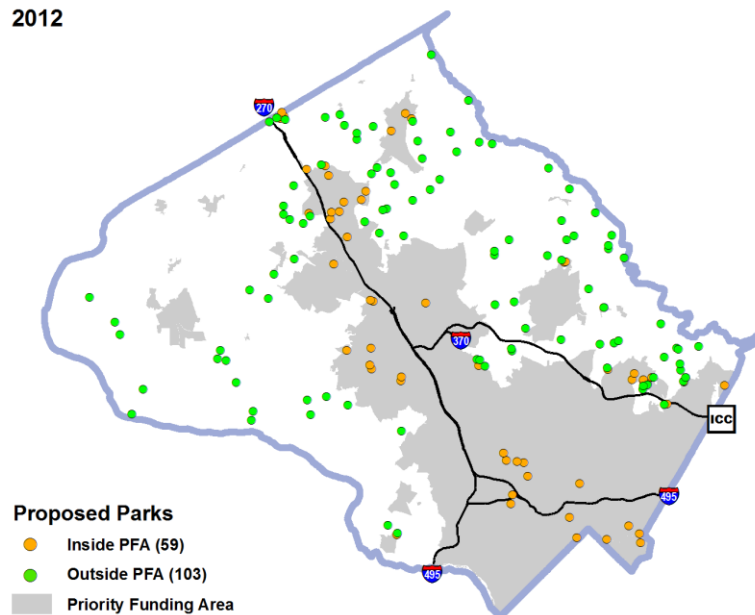 2012
270
370
ICC
495
495
Proposed Parks
Inside PFA (59)
Outside PFA (103)
Priority Funding Area